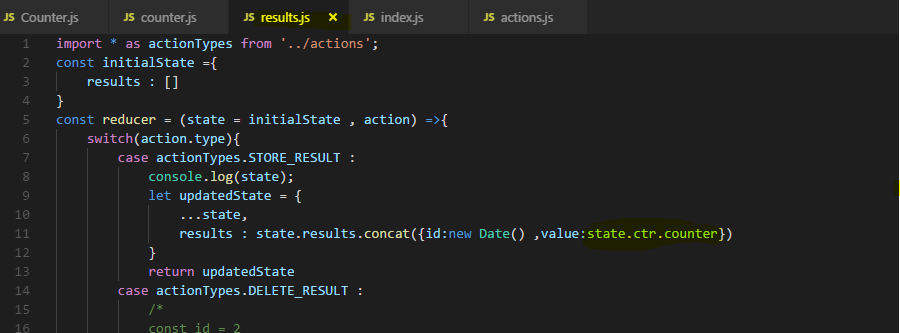 JS Counter.js JS counter.js JS results.js × JS index.js JS actions.js
1 import * as actionTypes from '../actions';
2 const initialState ={
3 results : []
4 }
5 const reducer = (state = initialState , action) =>{
6 switch(action.type){
7 case actionTypes.STORE_RESULT :
8 console.log(state);
9 let updatedState = {
10 ...state,
11 results : state.results.concat({id:new Date() ,value:state.ctr.counter})
12 }
13 return updatedState
14 case actionTypes.DELETE_RESULT :
15 /*
16 const id = 2